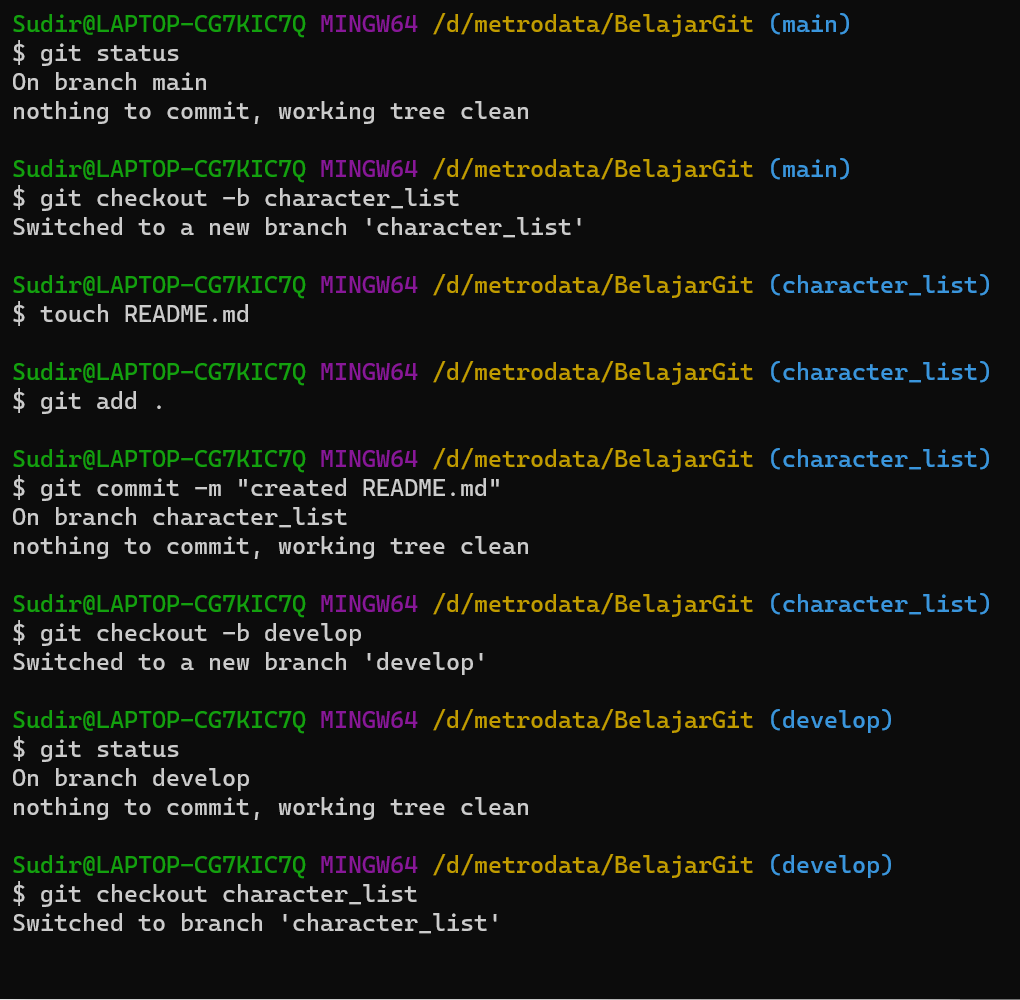 Sudir@LAPTOP-CG7KIC7Q MINGW64 /d/metrodata/BelajarGit (main)
$ git status
On branch main
nothing to commit, working tree clean
Sudir@LAPTOP-CG7KIC7Q MINGW64 /d/metrodata/BelajarGit (main)
$ git checkout -b character_list
Switched to a new branch 'character_list'
Sudir@LAPTOP-CG7KIC7Q MINGW64 /d/metrodata/BelajarGit (character_list)
$ touch README.md
Sudir@LAPTOP-CG7KIC7Q MINGW64 /d/metrodata/BelajarGit (character_list)
$ git add .
Sudir@LAPTOP-CG7KIC7Q MINGW64 /d/metrodata/BelajarGit (character_list)
$ git commit -m "created README.md"
On branch character_list
nothing to commit, working tree clean
Sudir@LAPTOP-CG7KIC7Q MINGW64 /d/metrodata/BelajarGit (character_list)
$ git checkout -b develop
Switched to a new branch 'develop'
Sudir@LAPTOP-CG7KIC7Q MINGW64 /d/metrodata/BelajarGit (develop)
$ git status
On branch develop
nothing to commit, working tree clean
Sudir@LAPTOP-CG7KIC7Q MINGW64 /d/metrodata/BelajarGit (develop)
$ git checkout character_list
Switched to branch 'character_list'